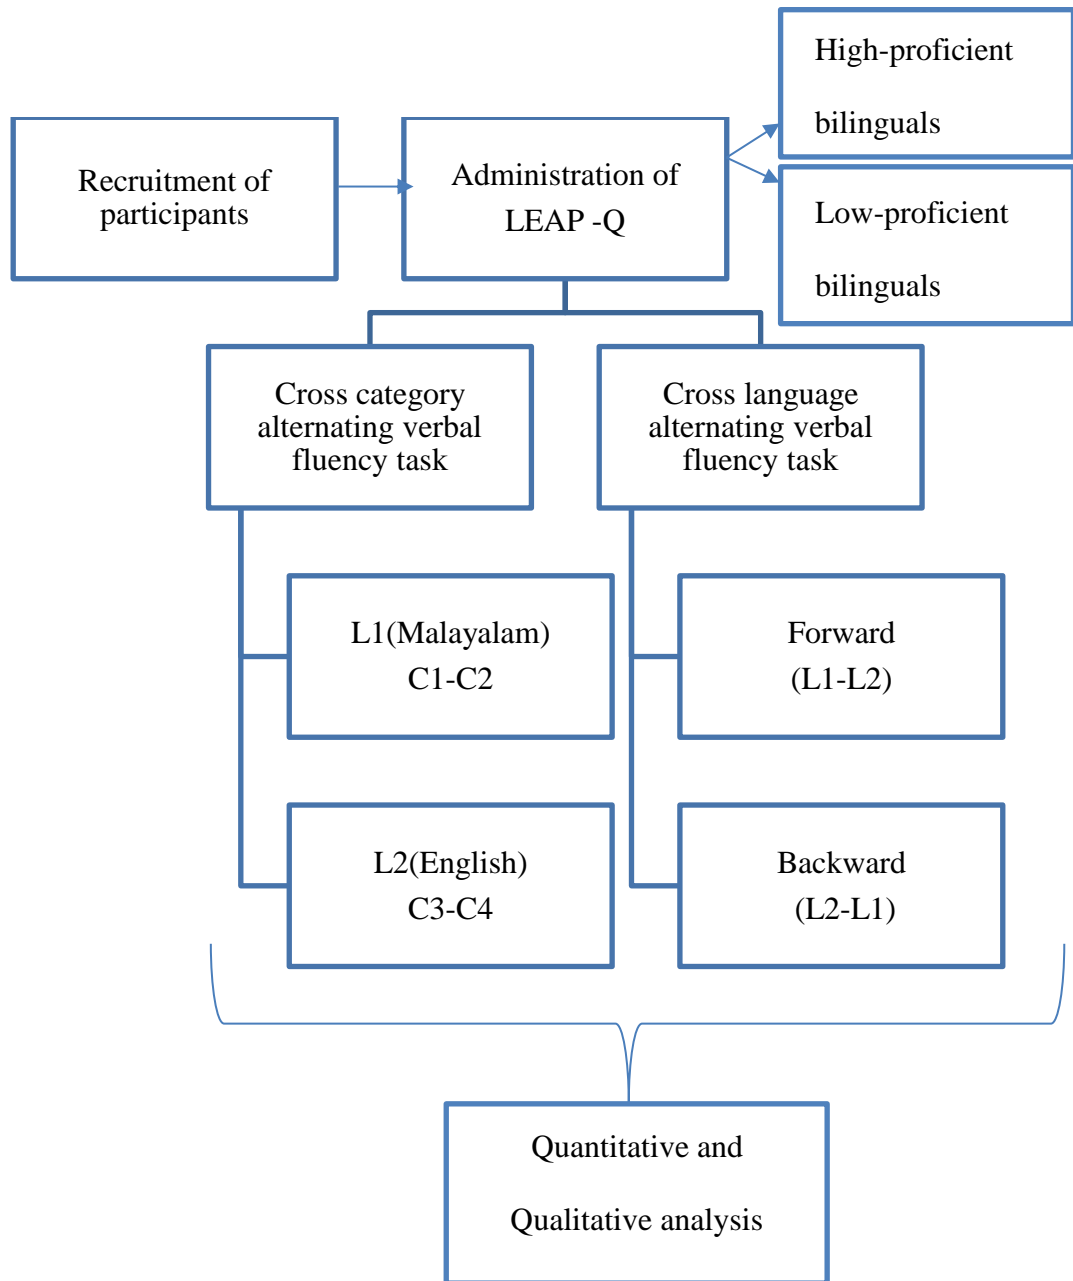 High-proficient
bilinguals
Recruitment of
participants
Administration of
LEAP -Q
Low-proficient
bilinguals
Cross category
alternating verbal
fluency task
Cross language
alternating verbal
fluency task
L1(Malayalam)
C1-C2
Forward
(L1-L2)
L2(English)
C3-C4
Backward
(L2-L1)
Quantitative and
Qualitative analysis